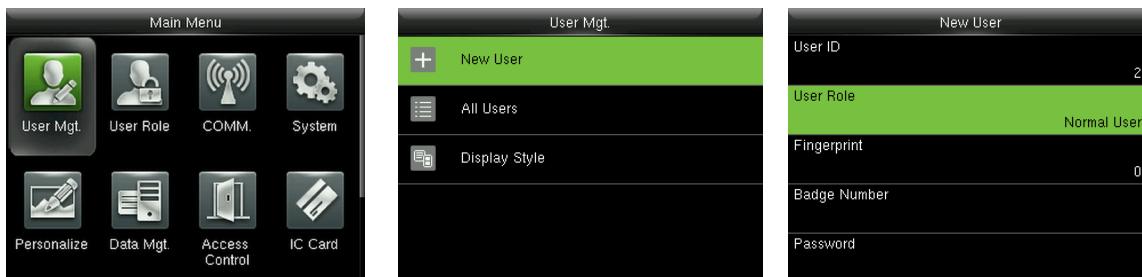 Main Menu
User Mgt.
User Role
COMM.
System
Personalize
Data Mgt.
Access
Control
IC Card
User Mgt.
New User
All Users
Display Style
New User
User ID
2
User Role
Normal User
Fingerprint
0
Badge Number
Password